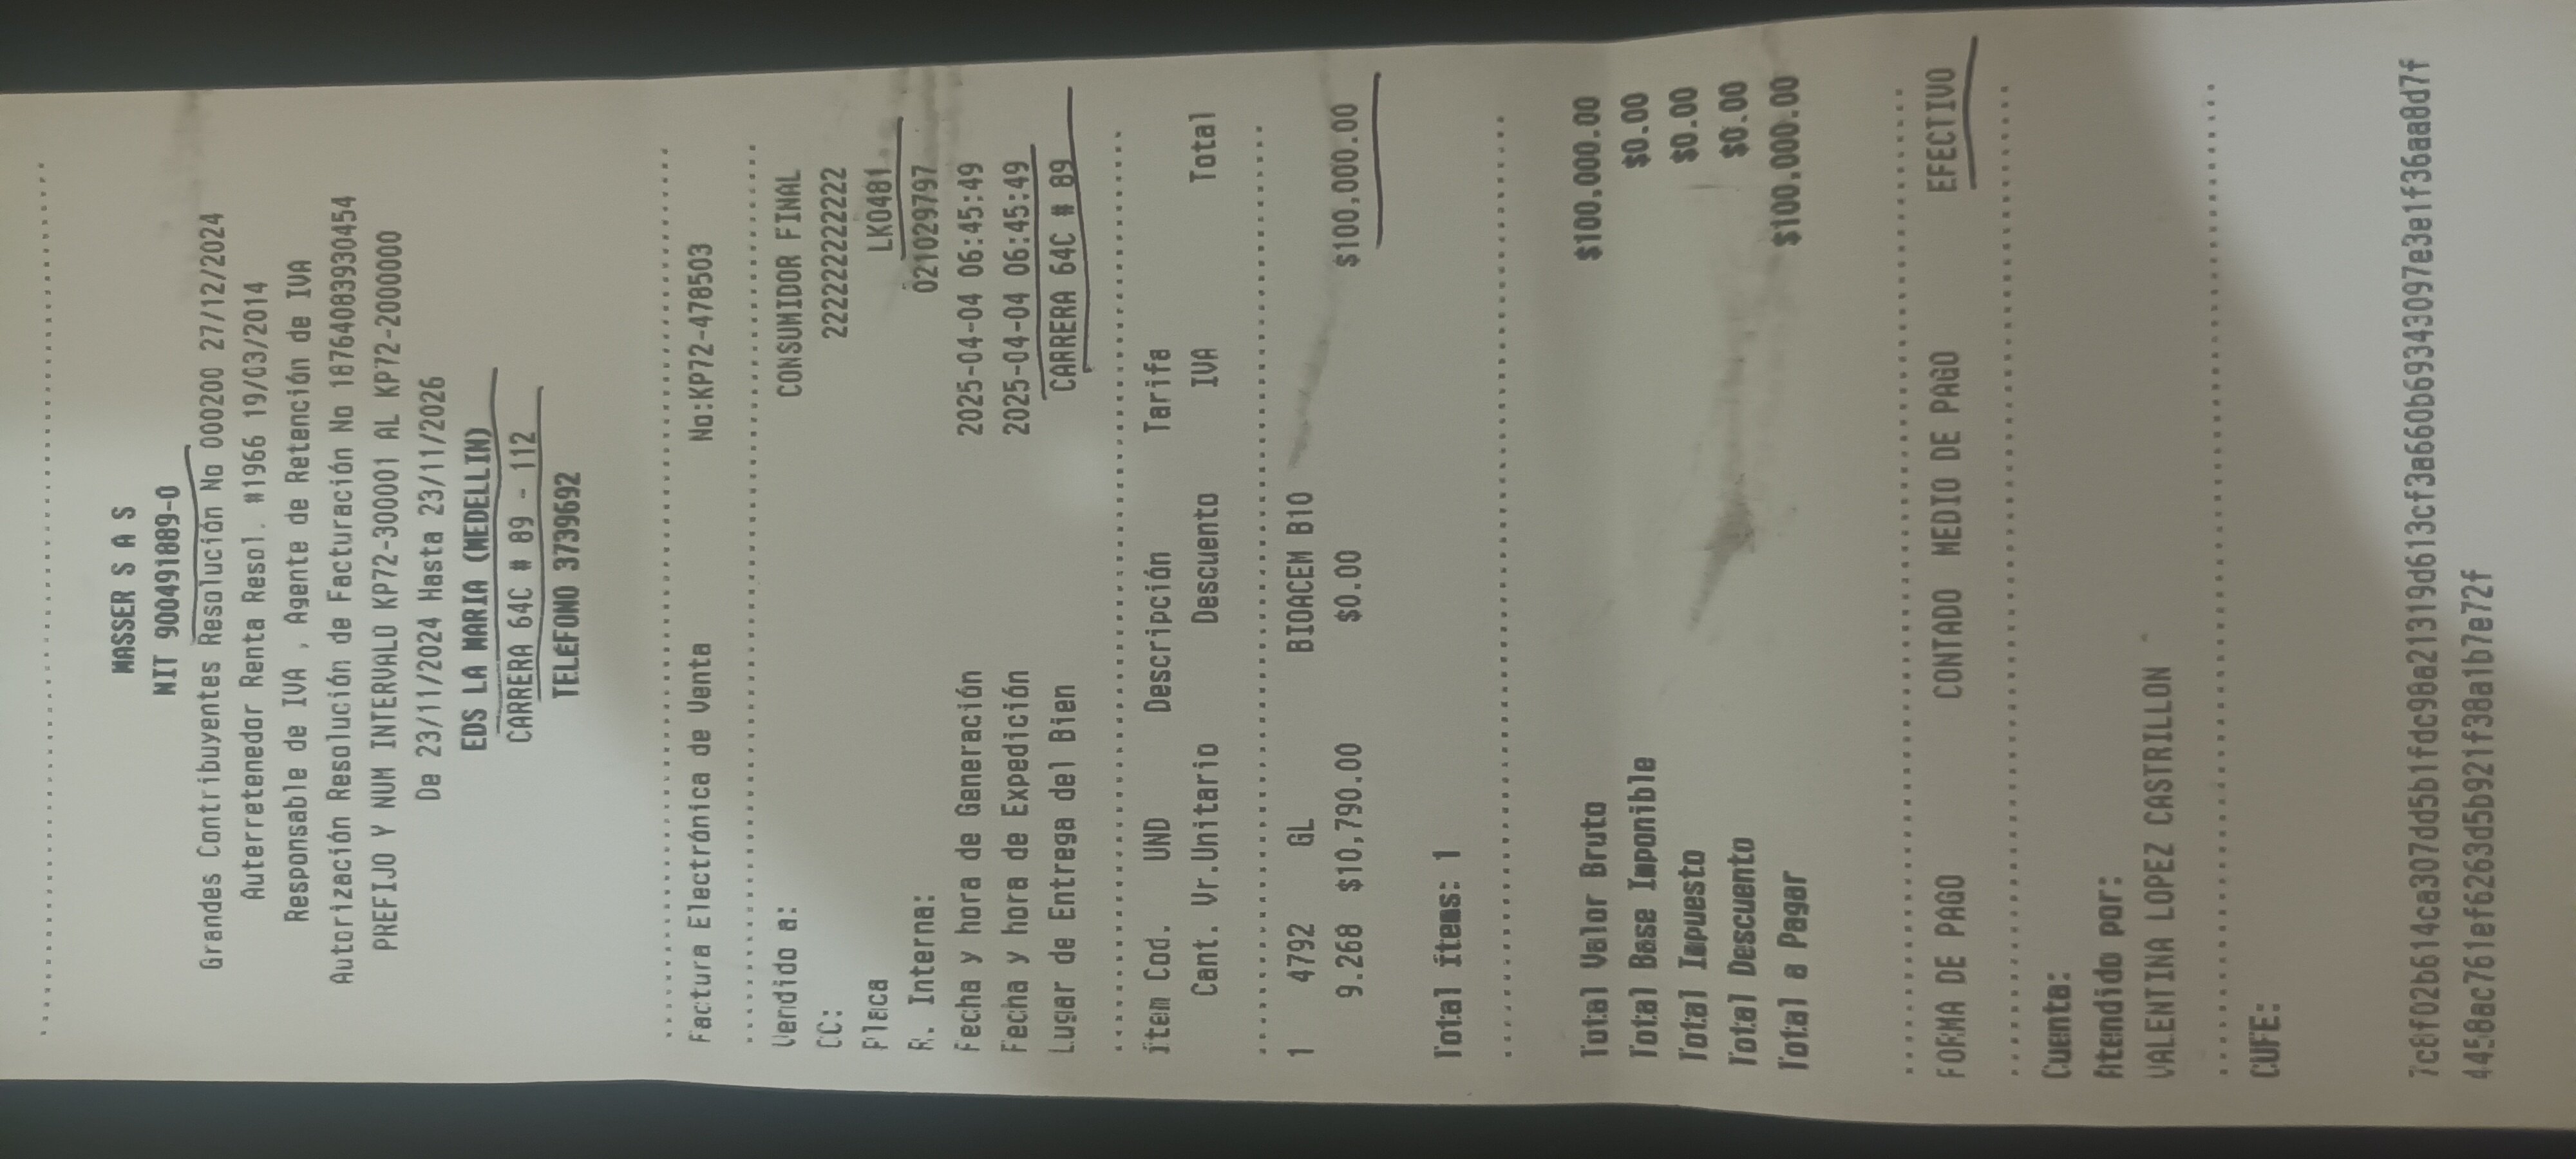 MASSER S A S
NIT 900491889-0
Grandes Contribuyentes Resolución No 000200 27/12/2024
Auterretenedor Renta Resol. #1966 19/03/2014
Responsable de IVA , Agente de Retención de IVA
Autorización Resolución de Facturación No 18764083930454
PREFIJO Y NUM INTERVALO KP72-30001 AL KP72-2000000
De 23/11/2024 Hasta 23/11/2026
EDS LA MARIA (MEDELLIN)
CARRERA 64C # 89 - 112
TELEFONO 3739692
Factura Electrónica de Venta No:KP72-478503
Vendido a: CONSUMIDOR FINAL
CC: 222222222222
Placa LKO481
R. Interna: 021029797
Fecha y hora de Generación 2025-04-04 06:45:49
Fecha y hora de Expedición 2025-04-04 06:45:49
Lugar de Entrega del Bien CARRERA 64C # 89
Ítem Cod. UND Descripción Tarifa
Cant. Vr.Unitario Descuento IVA Total
1 4792 GL BIOACEM B10
9.268 $10,790.00 $0.00 $100,000.00
Total Ítems: 1
Total Valor Bruto $100,000.00
Total Base Imponible $0.00
Total Impuesto $0.00
Total Descuento $0.00
Total a Pagar $100,000.00
FORMA DE PAGO CONTADO MEDIO DE PAGO EFECTIVO
Cuenta:
Atendido por:
VALENTINA LOPEZ CASTRILLON
CUFE:
7c8f02b614ca307dd5b1fdc98a21319d613cf3a660b69343097e3e1f36aa8d7f
4458ac761ef6263d5b921f38a1b7e72f